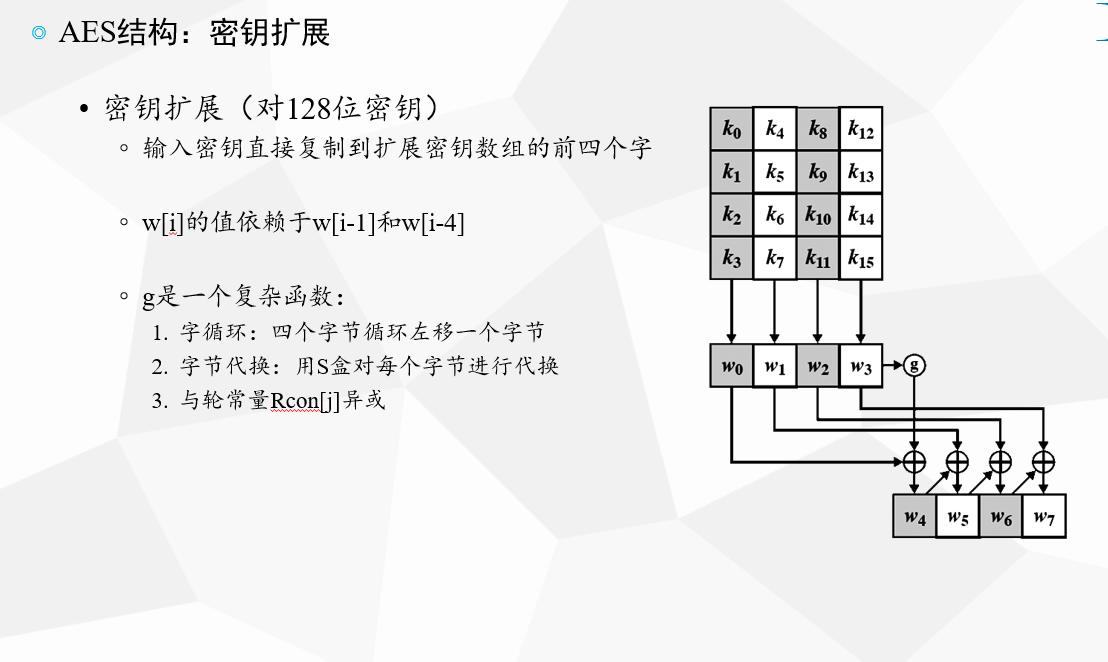 AES结构：密钥扩展
• 密钥扩展（对128位密钥）
◦ 输入密钥直接复制到扩展密钥数组的前四个字
◦ w[i]的值依赖于w[i-1]和w[i-4]
◦ g是一个复杂函数：
1. 字循环：四个字节循环左移一个字节
2. 字节代换：用S盒对每个字节进行代换
3. 与轮常量Rcon[j]异或
k0 k4 k8 k12
k1 k5 k9 k13
k2 k6 k10 k14
k3 k7 k11 k15
w0 w1 w2 w3 g
w4 w5 w6 w7